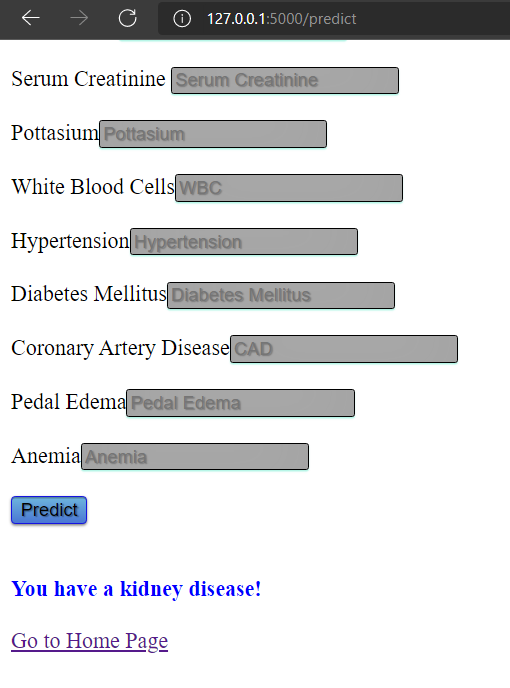 127.0.0.1:5000/predict
Serum Creatinine Serum Creatinine
Pottasium Pottasium
White Blood Cells WBC
Hypertension Hypertension
Diabetes Mellitus Diabetes Mellitus
Coronary Artery Disease CAD
Pedal Edema Pedal Edema
Anemia Anemia
Predict
You have a kidney disease!
Go to Home Page